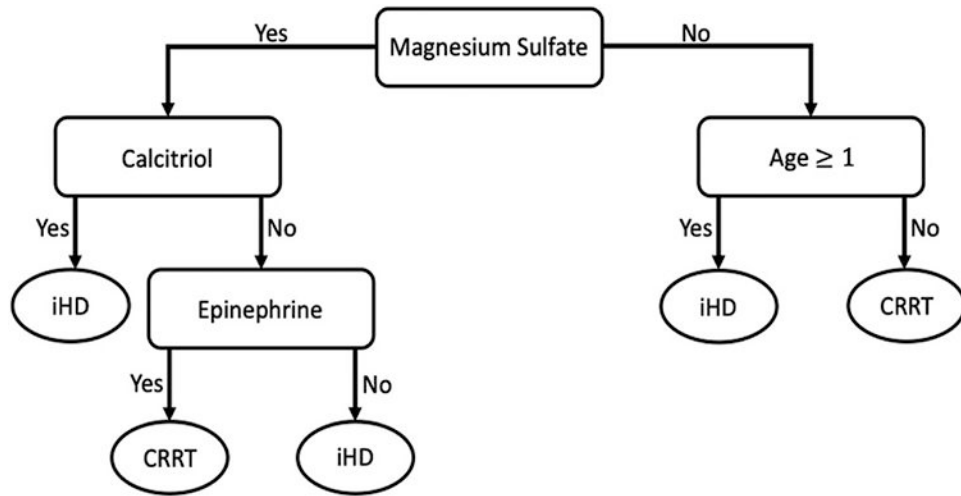 Yes
Magnesium Sulfate
No
Calcitriol
Age ≥ 1
Yes
No
Yes
No
iHD
Epinephrine
iHD
CRRT
Yes
No
CRRT
iHD